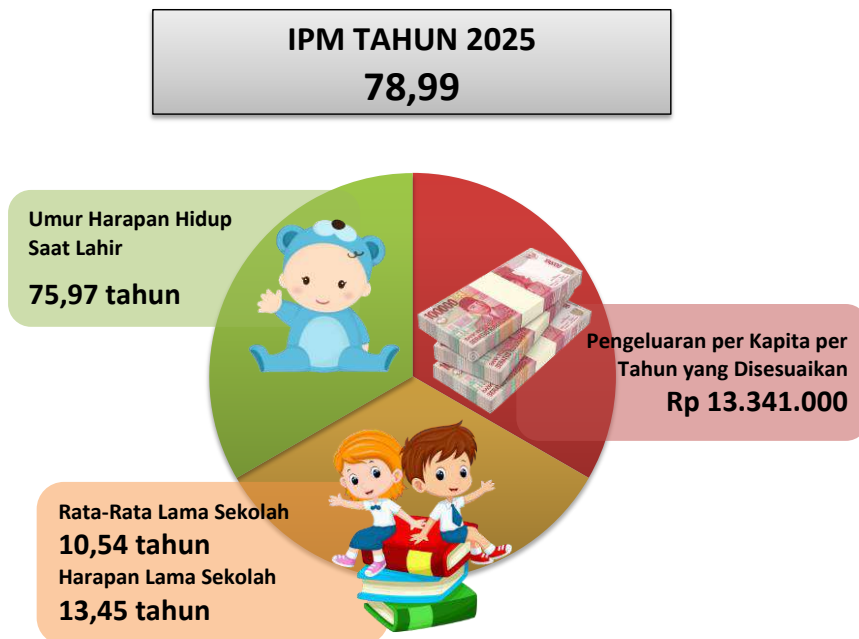 IPM TAHUN 2025
78,99
Umur Harapan Hidup
Saat Lahir
75,97 tahun
100000
Pengeluaran per Kapita per
Tahun yang Disesuaikan
Rp 13.341.000
Rata-Rata Lama Sekolah
10,54 tahun
Harapan Lama Sekolah
13,45 tahun